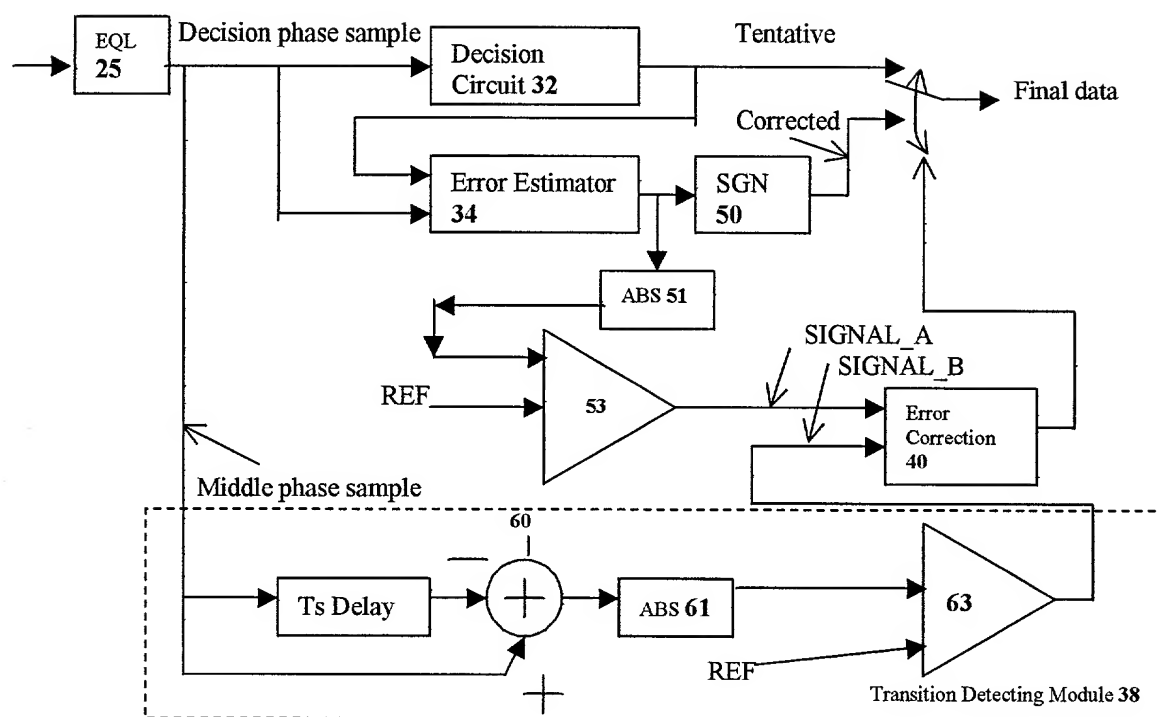 EQL
25
Decision phase sample
Decision
Circuit 32
Tentative
Final data
Corrected
Error Estimator
34
SGN
50
ABS 51
SIGNAL_A
SIGNAL_B
REF
53
Error
Correction
40
Middle phase sample
60
−
+
Ts Delay
ABS 61
63
REF
+
Transition Detecting Module 38